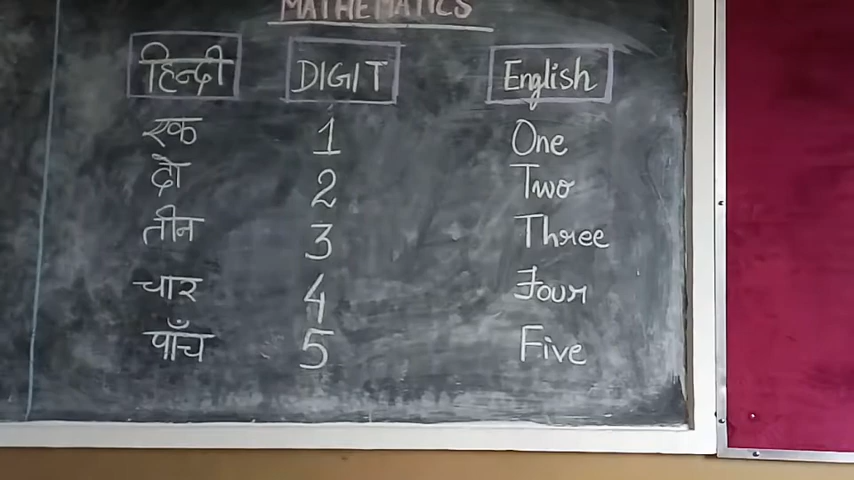 MATHEMATICS
हिन्दी DIGIT English
एक 1 One
दो 2 Two
तीन 3 Three
चार 4 Four
पाँच 5 Five